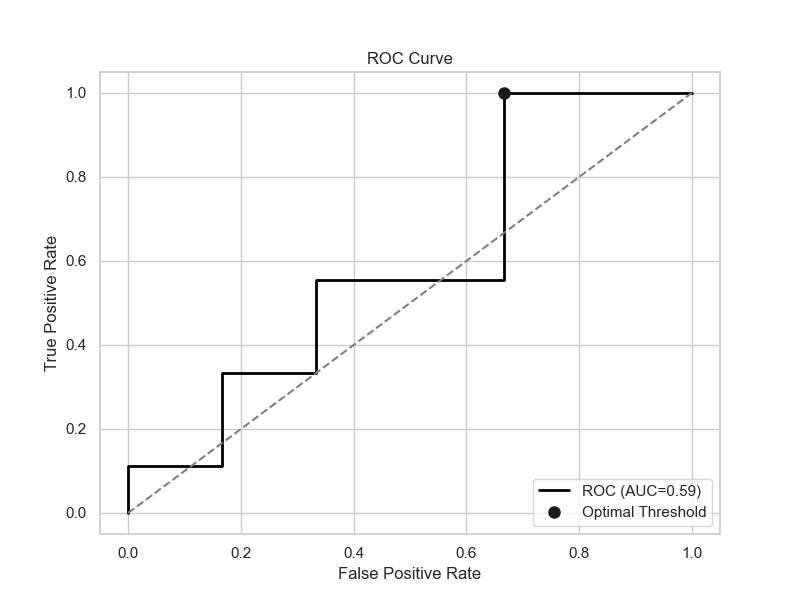 ROC Curve
True Positive Rate
1.0
0.8
0.6
0.4
0.2
0.0
0.0 0.2 0.4 0.6 0.8 1.0
False Positive Rate
ROC (AUC=0.59)
Optimal Threshold